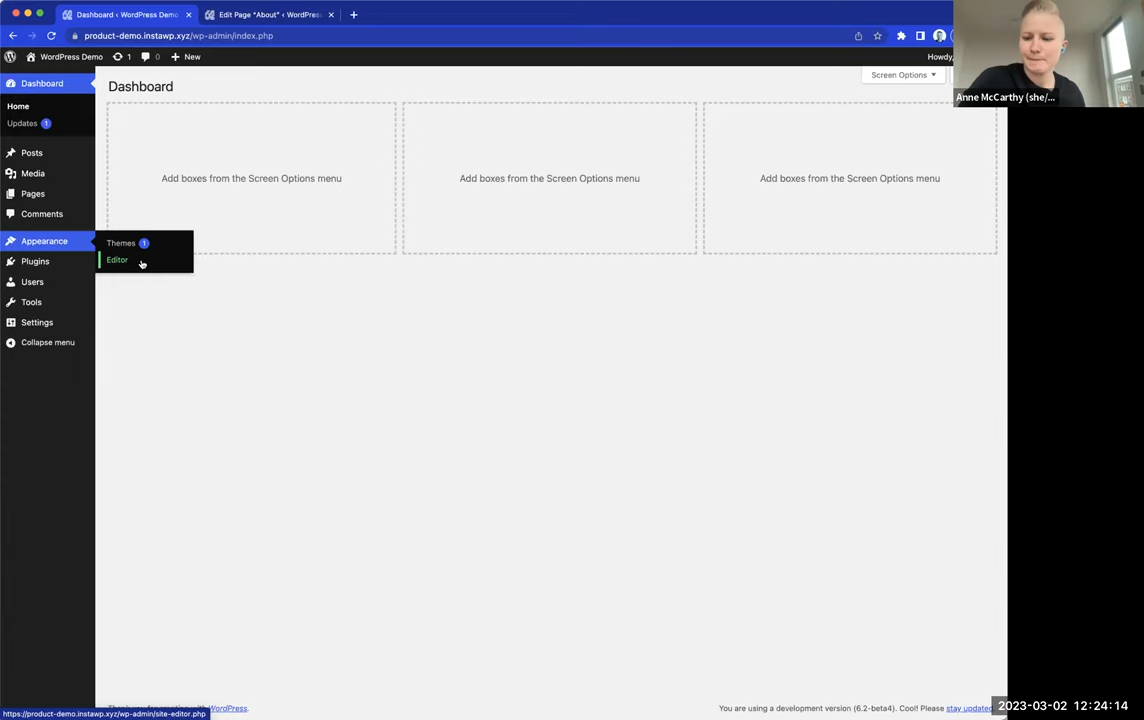 Dashboard ‹ WordPress Demo
Edit Page "About" ‹ WordPress
product-demo.instawp.xyz/wp-admin/index.php
WordPress Demo
1
0
New
Howdy,
Anne McCarthy (she/...
Dashboard
Home
Updates 1
Posts
Media
Pages
Comments
Appearance
Plugins
Users
Tools
Settings
Collapse menu
Themes 1
Editor
Dashboard
Screen Options
Add boxes from the Screen Options menu
Add boxes from the Screen Options menu
Add boxes from the Screen Options menu
WordPress.
You are using a development version (6.2-beta4). Cool! Please stay updated
https://product-demo.instawp.xyz/wp-admin/site-editor.php
2023-03-02 12:24:14